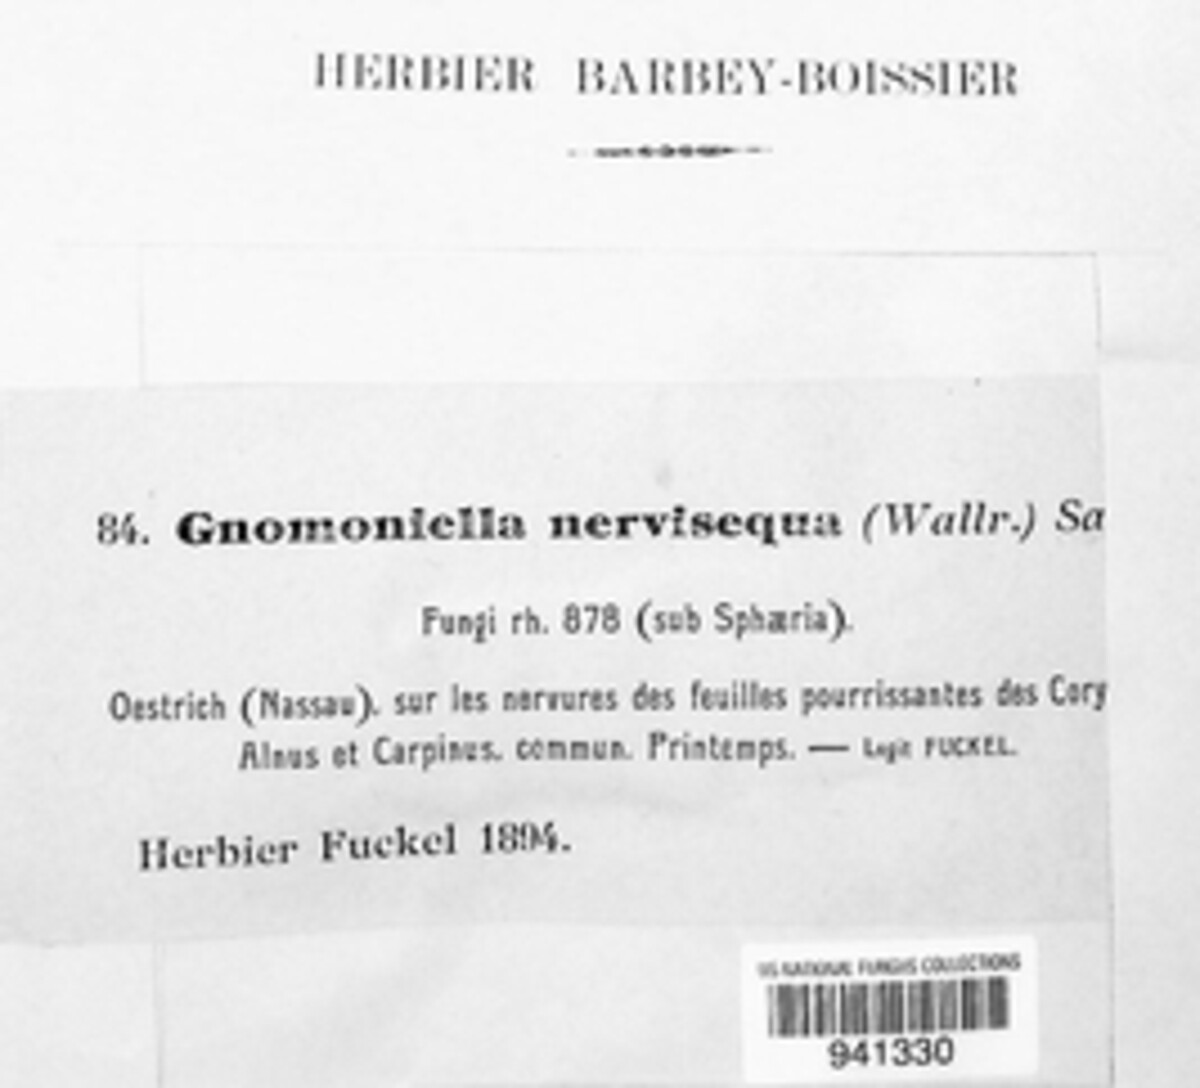 HERBIER BARBEY-BOISSIER
84. Gnomoniella nervisequa (Wallr.) Sa
Fungi rh. 878 (sub Sphæria).
Oestrich (Nassau). sur les nervures des feuilles pourrissantes des Cory
Alnus et Carpinus. commun. Printemps. — Legit FUCKEL.
Herbier Fuckel 1894.
US NATIONAL FUNGUS COLLECTIONS
941330